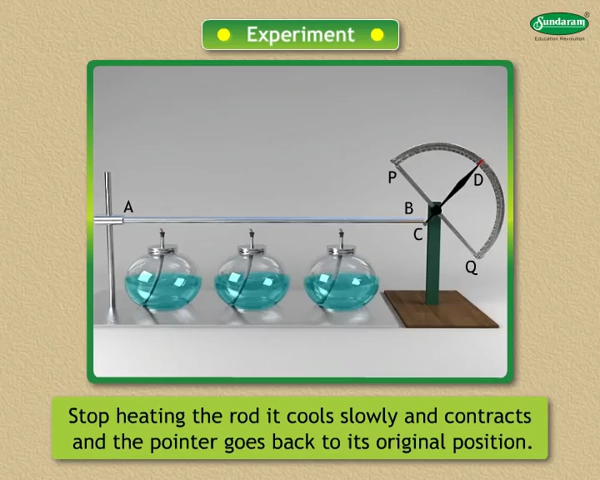 Experiment
Sundaram
Education Revolution
A
P
D
B
C
Q
Stop heating the rod it cools slowly and contracts
and the pointer goes back to its original position.